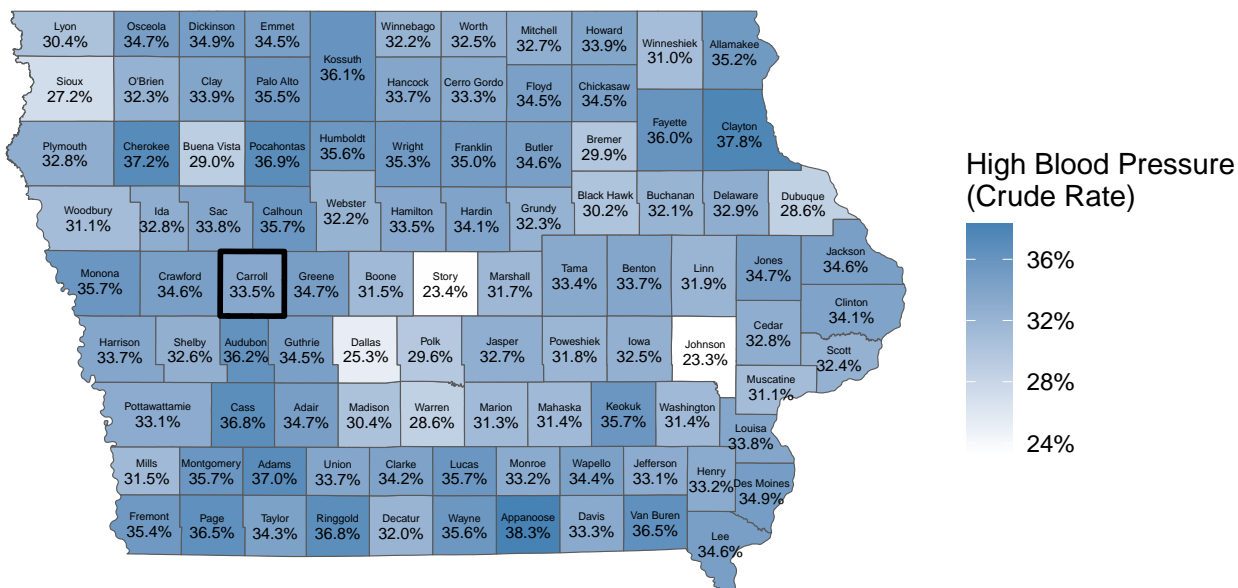 Lyon
30.4%
Osceola
34.7%
Dickinson
34.9%
Emmet
34.5%
Kossuth
36.1%
Winnebago
32.2%
Worth
32.5%
Mitchell
32.7%
Howard
33.9%
Winneshiek
31.0%
Allamakee
35.2%
Sioux
27.2%
O'Brien
32.3%
Clay
33.9%
Palo Alto
35.5%
Hancock
33.7%
Cerro Gordo
33.3%
Floyd
34.5%
Chickasaw
34.5%
Fayette
36.0%
Clayton
37.8%
Plymouth
32.8%
Cherokee
37.2%
Buena Vista
29.0%
Pocahontas
36.9%
Humboldt
35.6%
Wright
35.3%
Franklin
35.0%
Butler
34.6%
Bremer
29.9%
Woodbury
31.1%
Ida
32.8%
Sac
33.8%
Calhoun
35.7%
Webster
32.2%
Hamilton
33.5%
Hardin
34.1%
Grundy
32.3%
Black Hawk
30.2%
Buchanan
32.1%
Delaware
32.9%
Dubuque
28.6%
Monona
35.7%
Crawford
34.6%
Carroll
33.5%
Greene
34.7%
Boone
31.5%
Story
23.4%
Marshall
31.7%
Tama
33.4%
Benton
33.7%
Linn
31.9%
Jones
34.7%
Jackson
34.6%
Clinton
34.1%
Harrison
33.7%
Shelby
32.6%
Audubon
36.2%
Guthrie
34.5%
Dallas
25.3%
Polk
29.6%
Jasper
32.7%
Poweshiek
31.8%
Iowa
32.5%
Johnson
23.3%
Cedar
32.8%
Scott
32.4%
Muscatine
31.1%
Pottawattamie
33.1%
Cass
36.8%
Adair
34.7%
Madison
30.4%
Warren
28.6%
Marion
31.3%
Mahaska
31.4%
Keokuk
35.7%
Washington
31.4%
Louisa
33.8%
Mills
31.5%
Montgomery
35.7%
Adams
37.0%
Union
33.7%
Clarke
34.2%
Lucas
35.7%
Monroe
33.2%
Wapello
34.4%
Jefferson
33.1%
Henry
33.2%
Des Moines
34.9%
Fremont
35.4%
Page
36.5%
Taylor
34.3%
Ringgold
36.8%
Decatur
32.0%
Wayne
35.6%
Appanoose
38.3%
Davis
33.3%
Van Buren
36.5%
Lee
34.6%
High Blood Pressure
(Crude Rate)
36%
32%
28%
24%